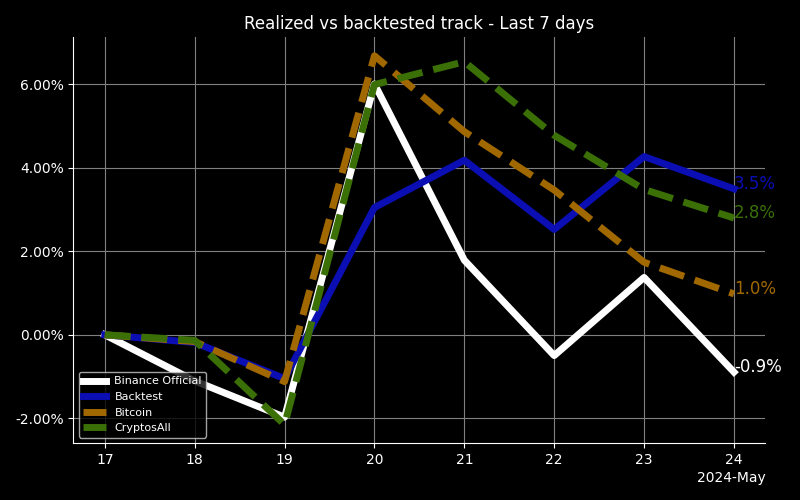 Realized vs backtested track - Last 7 days
6.00%
4.00%
2.00%
0.00%
-2.00%
3.5%
2.8%
1.0%
-0.9%
Binance Official
Backtest
Bitcoin
CryptosAll
17 18 19 20 21 22 23 24
2024-May